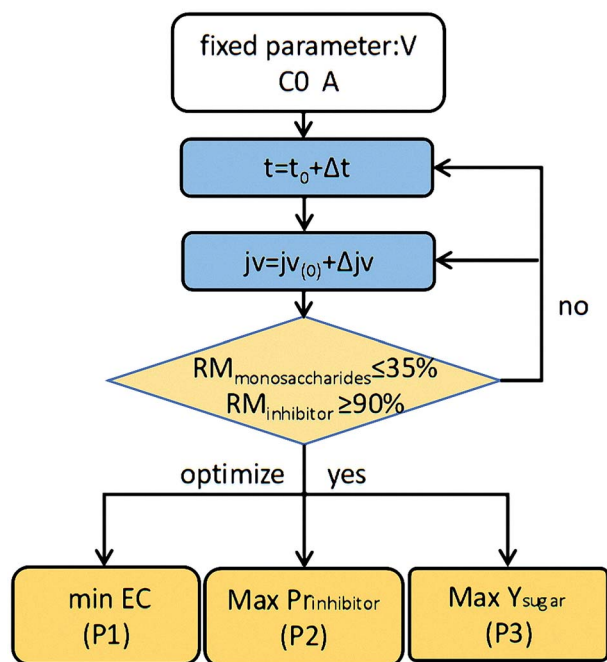 fixed parameter:V
C0 A
t=t₀+Δt
jv=jv₍₀₎+Δjv
no
RMmonosaccharides≤35%
RMinhibitor ≥90%
optimize yes
min EC
(P1)
Max Prinhibitor
(P2)
Max Ysugar
(P3)